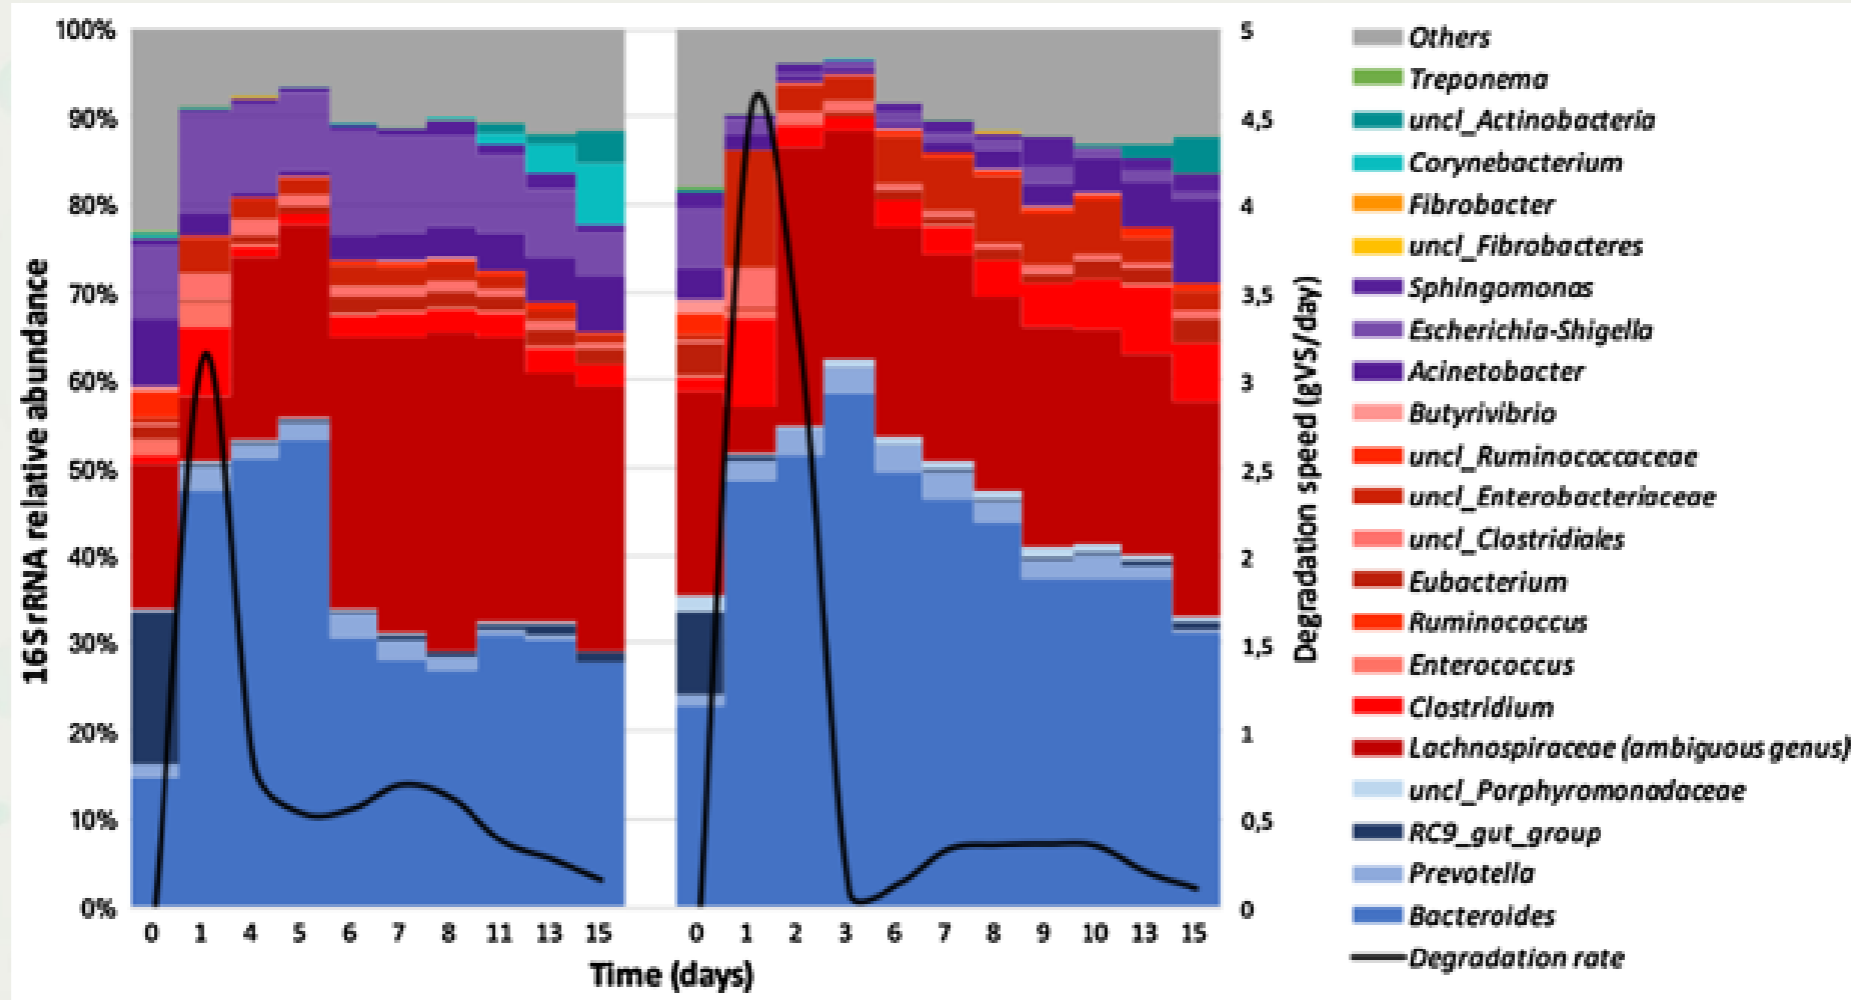 100%
90%
80%
70%
60%
50%
40%
30%
20%
10%
0%
16S rRNA relative abundance
0 1 4 5 6 7 8 11 13 15
0 1 2 3 6 7 8 9 10 13 15
Time (days)
5
4,5
4
3,5
3
2,5
2
1,5
1
0,5
0
Degradation speed (gVS/day)
Others
Treponema
uncl_Actinobacteria
Corynebacterium
Fibrobacter
uncl_Fibrobacteres
Sphingomonas
Escherichia-Shigella
Acinetobacter
Butyrivibrio
uncl_Ruminococcaceae
uncl_Enterobacteriaceae
uncl_Clostridiales
Eubacterium
Ruminococcus
Enterococcus
Clostridium
Lachnospiraceae (ambiguous genus)
uncl_Porphyromonadaceae
RC9_gut_group
Prevotella
Bacteroides
Degradation rate